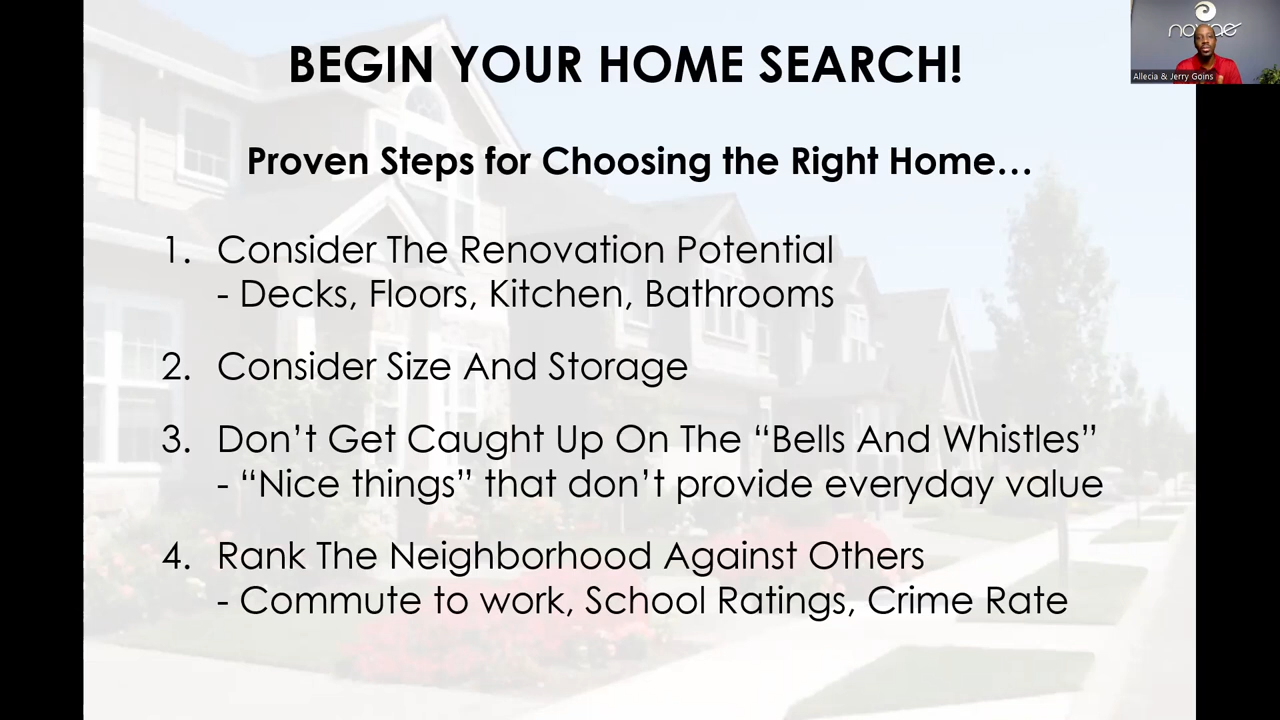 BEGIN YOUR HOME SEARCH!
novae
Allecia & Jerry Goins
Proven Steps for Choosing the Right Home…
1. Consider The Renovation Potential
- Decks, Floors, Kitchen, Bathrooms
2. Consider Size And Storage
3. Don’t Get Caught Up On The “Bells And Whistles”
- “Nice things” that don’t provide everyday value
4. Rank The Neighborhood Against Others
- Commute to work, School Ratings, Crime Rate